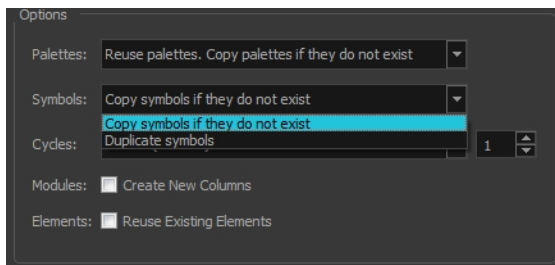 Options
Palettes: Reuse palettes. Copy palettes if they do not exist
Symbols: Copy symbols if they do not exist
Copy symbols if they do not exist
Duplicate symbols
Cycles: 1
Modules: Create New Columns
Elements: Reuse Existing Elements